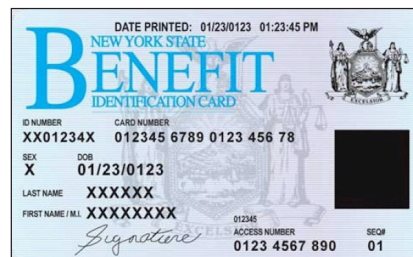 DATE PRINTED: 01/23/0123 01:23:45 PM
NEW YORK STATE
BENEFIT
IDENTIFICATION CARD
EXCELSIOR
ID NUMBER CARD NUMBER
XX01234X 012345 6789 0123 456 78
SEX DOB
X 01/23/0123
LAST NAME XXXXXX
FIRST NAME / M.I. XXXXXXXX
Signature
012345
ACCESS NUMBER SEQ#
0123 4567 890 01